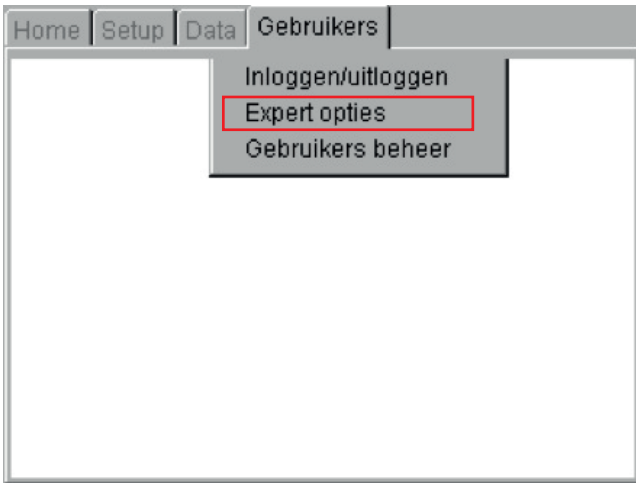 Home Setup Data Gebruikers
Inloggen/uitloggen
Expert opties
Gebruikers beheer